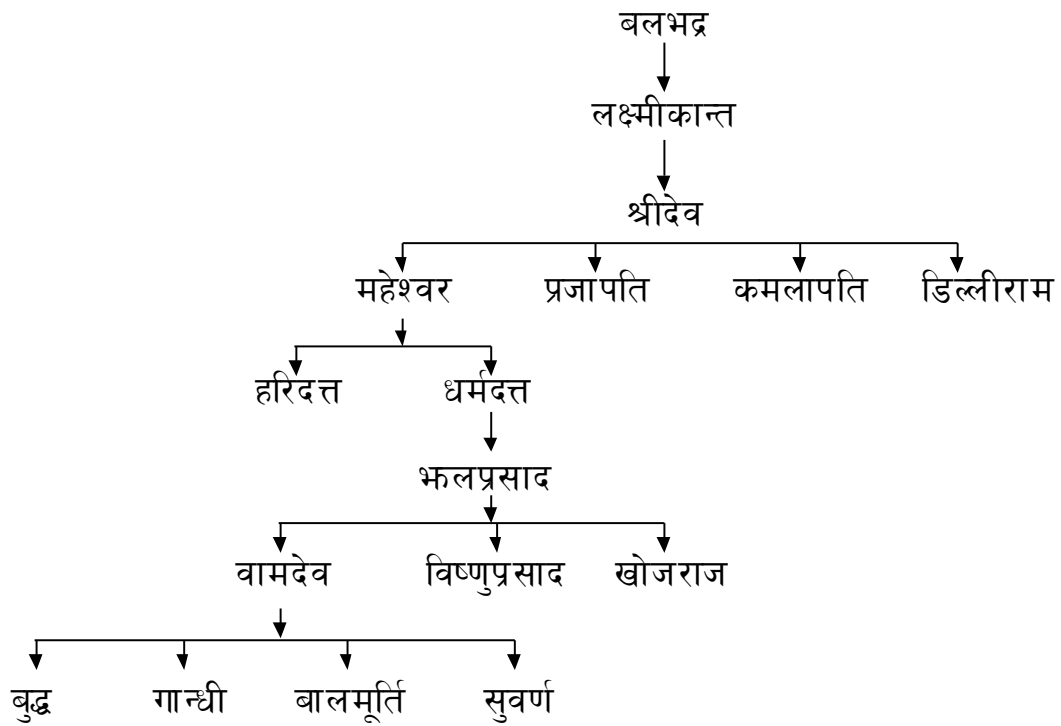 बलभद्र
लक्ष्मीकान्त
श्रीदेव
महेश्वर प्रजापति कमलापति डिल्लीराम
हरिदत्त धर्मदत्त
झलप्रसाद
वामदेव विष्णुप्रसाद खोजराज
बुद्ध गान्धी बालमूर्ति सुवर्ण